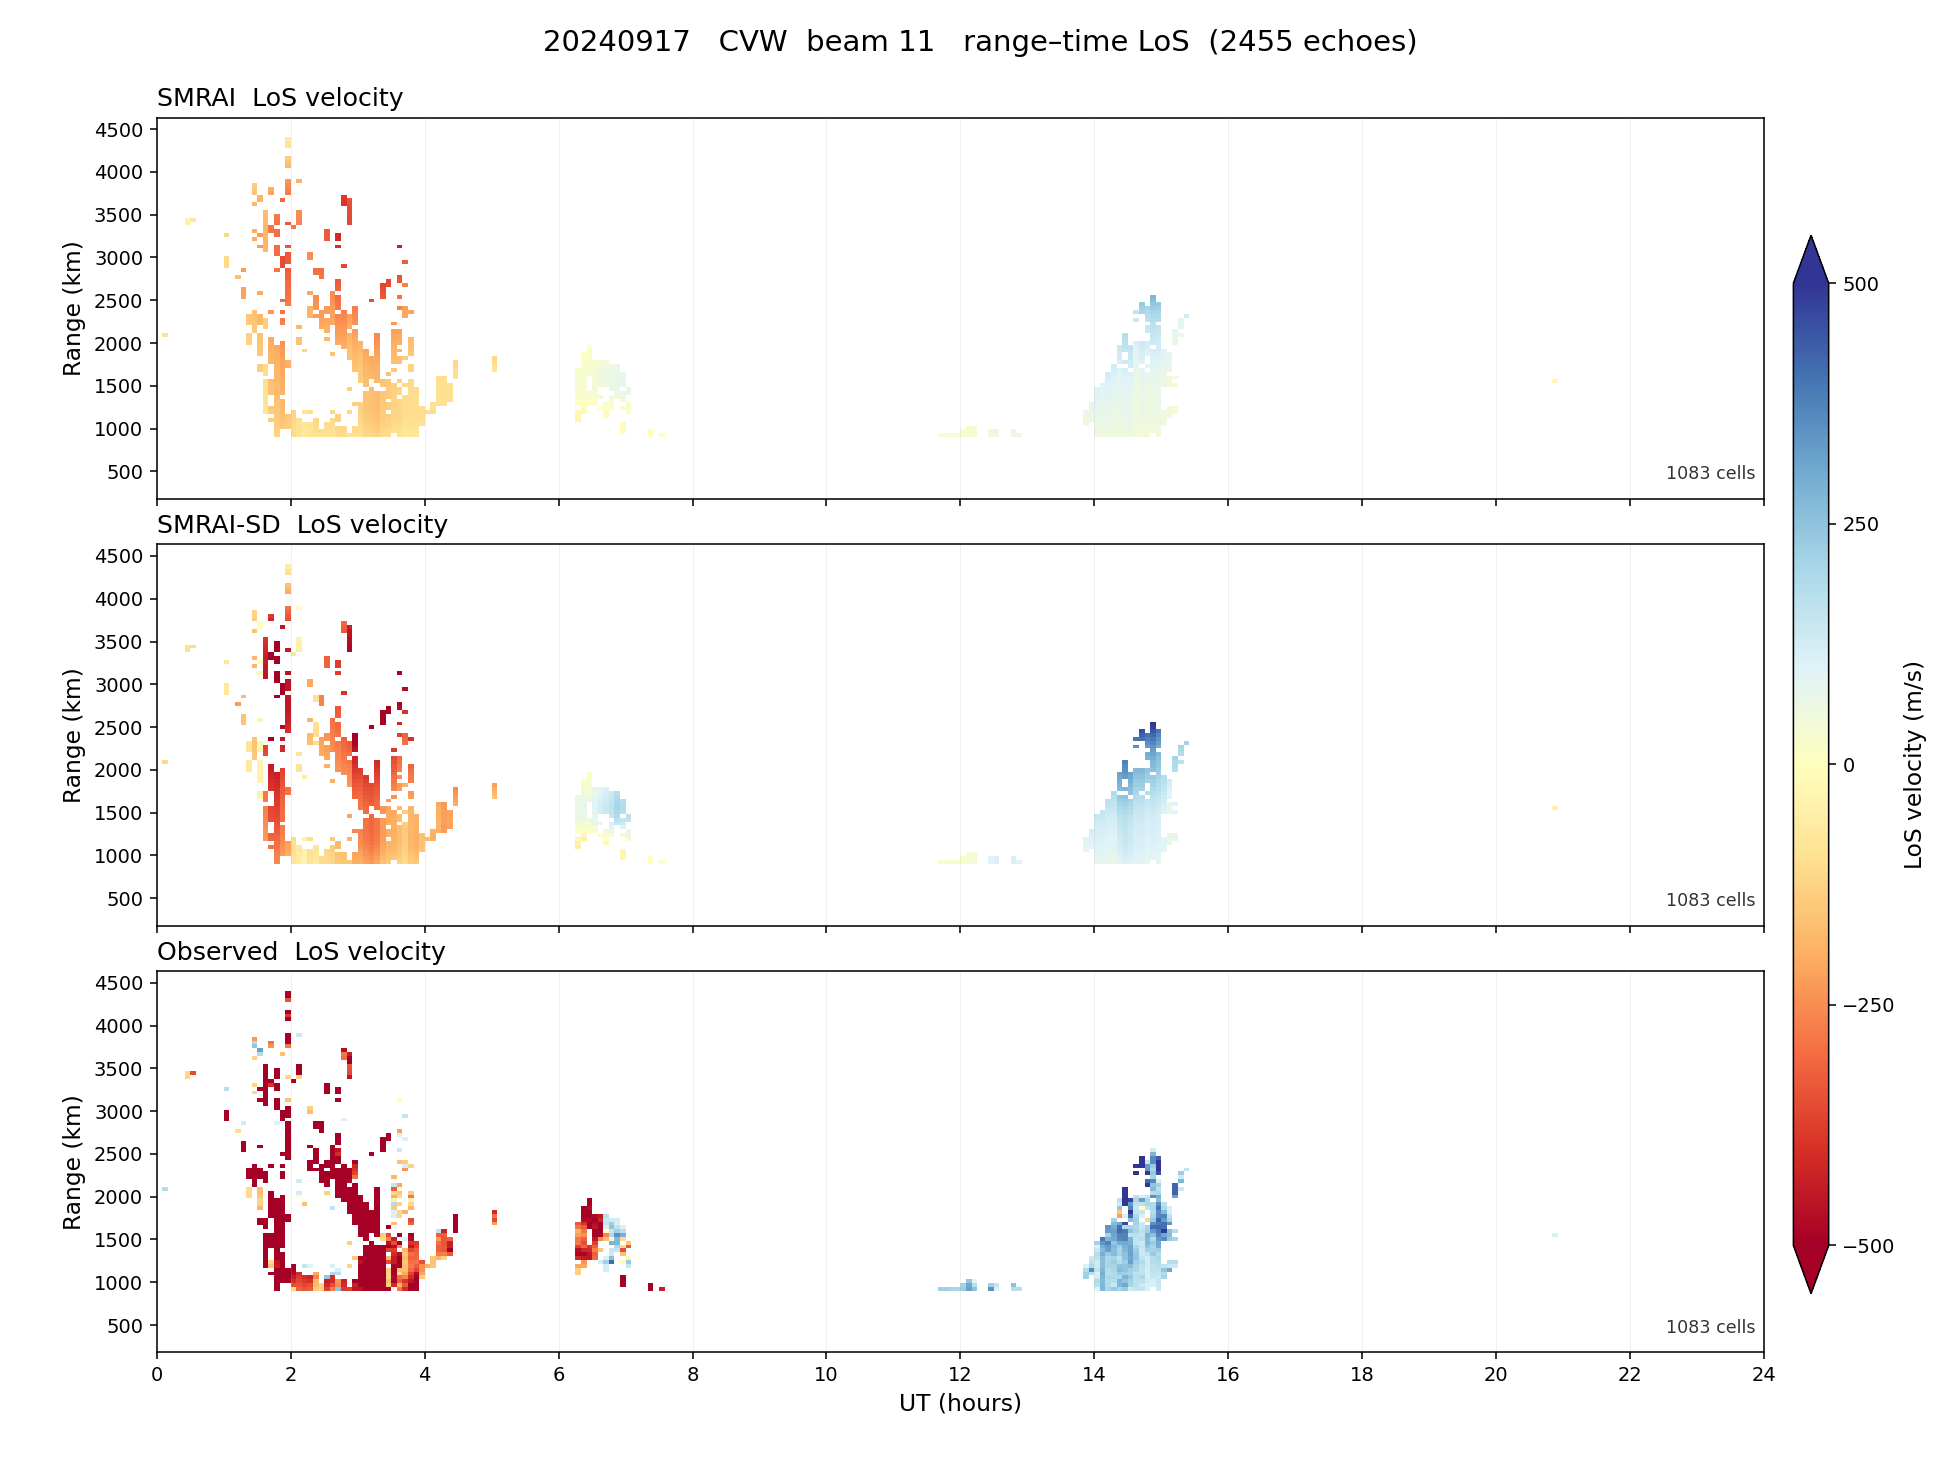 20240917   CVW  beam 11   range–time LoS  (2455 echoes)
SMRAI  LoS velocity
4500
4000
3500
3000
2500
2000
1500
1000
500
Range (km)
1083 cells
SMRAI-SD  LoS velocity
4500
4000
3500
3000
2500
2000
1500
1000
500
Range (km)
1083 cells
Observed  LoS velocity
4500
4000
3500
3000
2500
2000
1500
1000
500
Range (km)
1083 cells
0 2 4 6 8 10 12 14 16 18 20 22 24
UT (hours)
500
250
0
−250
−500
LoS velocity (m/s)